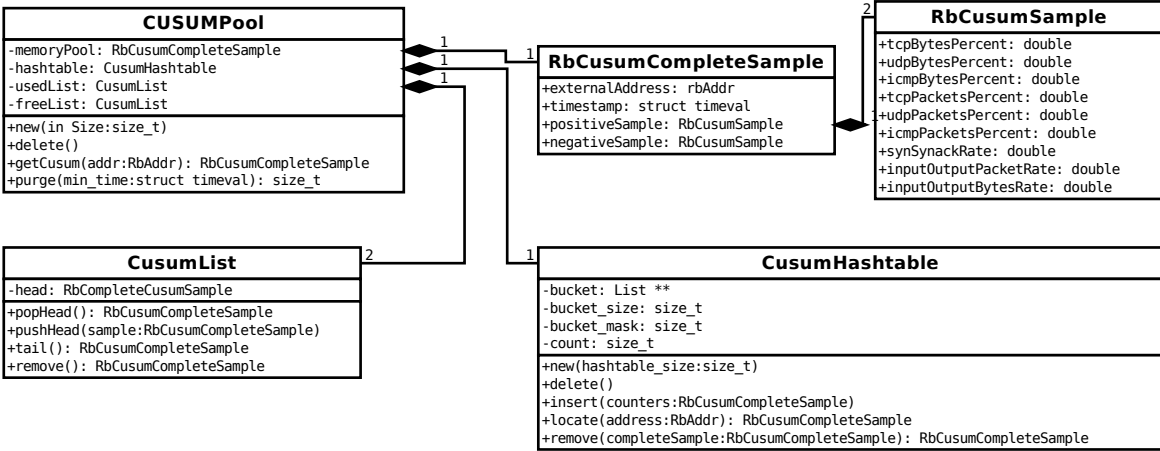 CUSUMPool
-memoryPool: RbCusumCompleteSample
-hashtable: CusumHashtable
-usedList: CusumList
-freeList: CusumList
+new(in Size:size_t)
+delete()
+getCusum(addr:RbAddr): RbCusumCompleteSample
+purge(min_time:struct timeval): size_t
1
1
1
1
RbCusumCompleteSample
+externalAddress: rbAddr
+timestamp: struct timeval
+positiveSample: RbCusumSample
+negativeSample: RbCusumSample
2
1
RbCusumSample
+tcpBytesPercent: double
+udpBytesPercent: double
+icmpBytesPercent: double
+tcpPacketsPercent: double
+udpPacketsPercent: double
+icmpPacketsPercent: double
+synSynackRate: double
+inputOutputPacketRate: double
+inputOutputBytesRate: double
CusumList
-head: RbCompleteCusumSample
+popHead(): RbCusumCompleteSample
+pushHead(sample:RbCusumCompleteSample)
+tail(): RbCusumCompleteSample
+remove(): RbCusumCompleteSample
2
1
CusumHashtable
-bucket: List **
-bucket_size: size_t
-bucket_mask: size_t
-count: size_t
+new(hashtable_size:size_t)
+delete()
+insert(counters:RbCusumCompleteSample)
+locate(address:RbAddr): RbCusumCompleteSample
+remove(completeSample:RbCusumCompleteSample): RbCusumCompleteSample